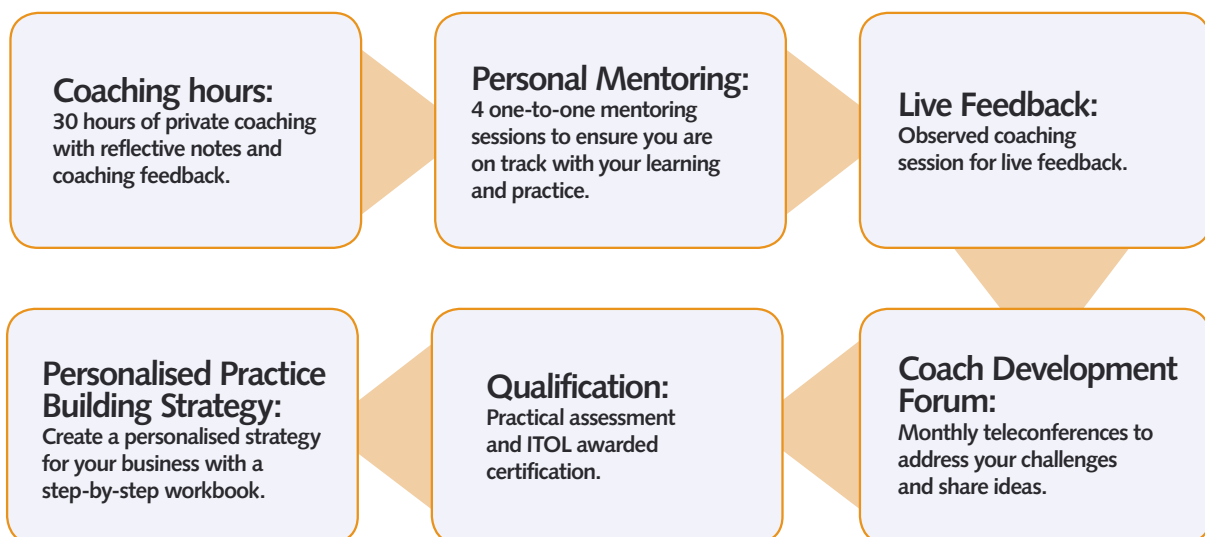 Coaching hours:
30 hours of private coaching
with reflective notes and
coaching feedback.
Personal Mentoring:
4 one-to-one mentoring
sessions to ensure you are
on track with your learning
and practice.
Live Feedback:
Observed coaching
session for live feedback.
Coach Development
Forum:
Monthly teleconferences to
address your challenges
and share ideas.
Qualification:
Practical assessment
and ITOL awarded
certification.
Personalised Practice
Building Strategy:
Create a personalised strategy
for your business with a
step-by-step workbook.